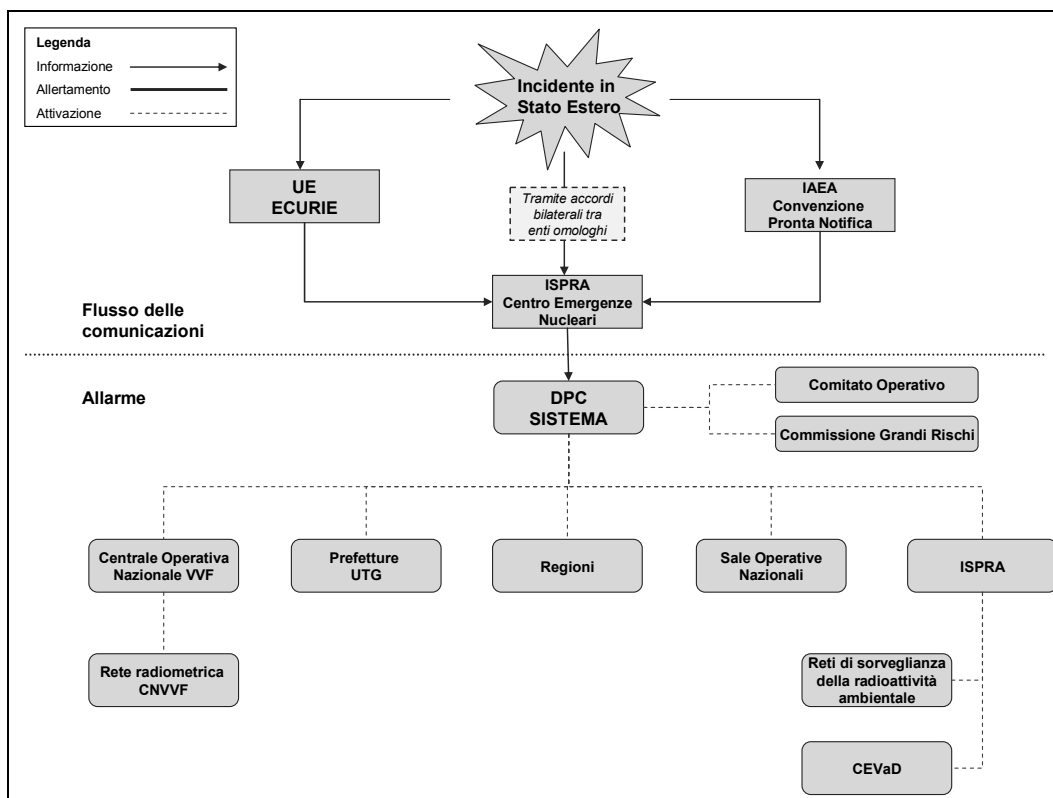 Legenda
Informazione
Allertamento
Attivazione
Incidente in
Stato Estero
UE
ECURIE
Tramite accordi
bilaterali tra
enti omologhi
IAEA
Convenzione
Pronta Notifica
ISPRA
Centro Emergenze
Nucleari
Flusso delle
comunicazioni
Allarme
DPC
SISTEMA
Comitato Operativo
Commissione Grandi Rischi
Centrale Operativa
Nazionale VVF
Prefetture
UTG
Regioni
Sale Operative
Nazionali
ISPRA
Rete radiometrica
CNVVF
Reti di sorveglianza
della radioattività
ambientale
CEVaD